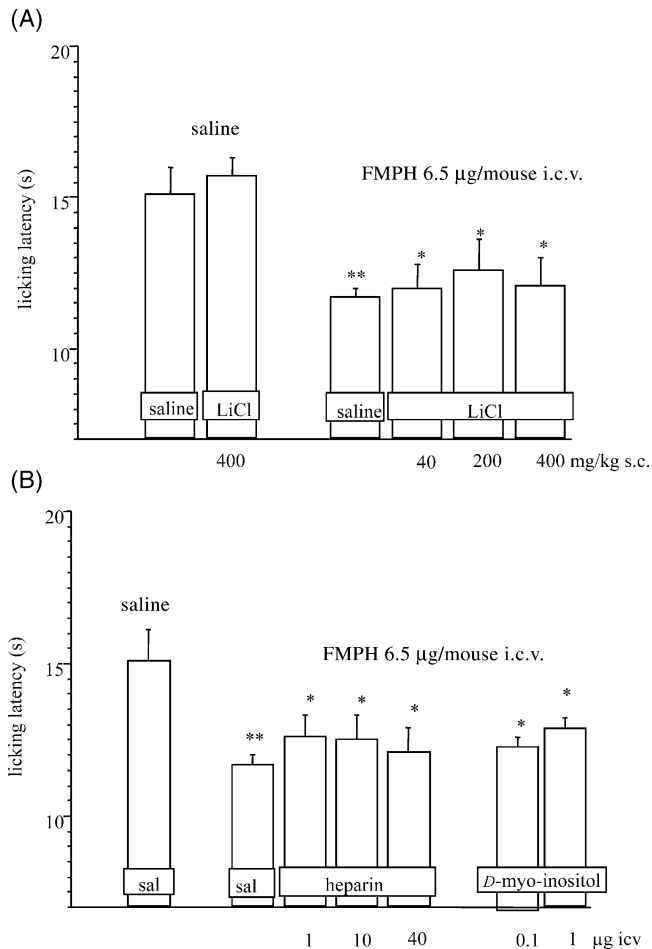 (A)
20
saline
FMPH 6.5 µg/mouse i.c.v.
15
licking latency (s)
* * *
**
10
saline LiCl saline LiCl
400 40 200 400 mg/kg s.c.
(B)
20
saline
FMPH 6.5 µg/mouse i.c.v.
15
licking latency (s)
* * * * *
**
10
sal sal heparin D-myo-inositol
1 10 40 0.1 1 µg icv